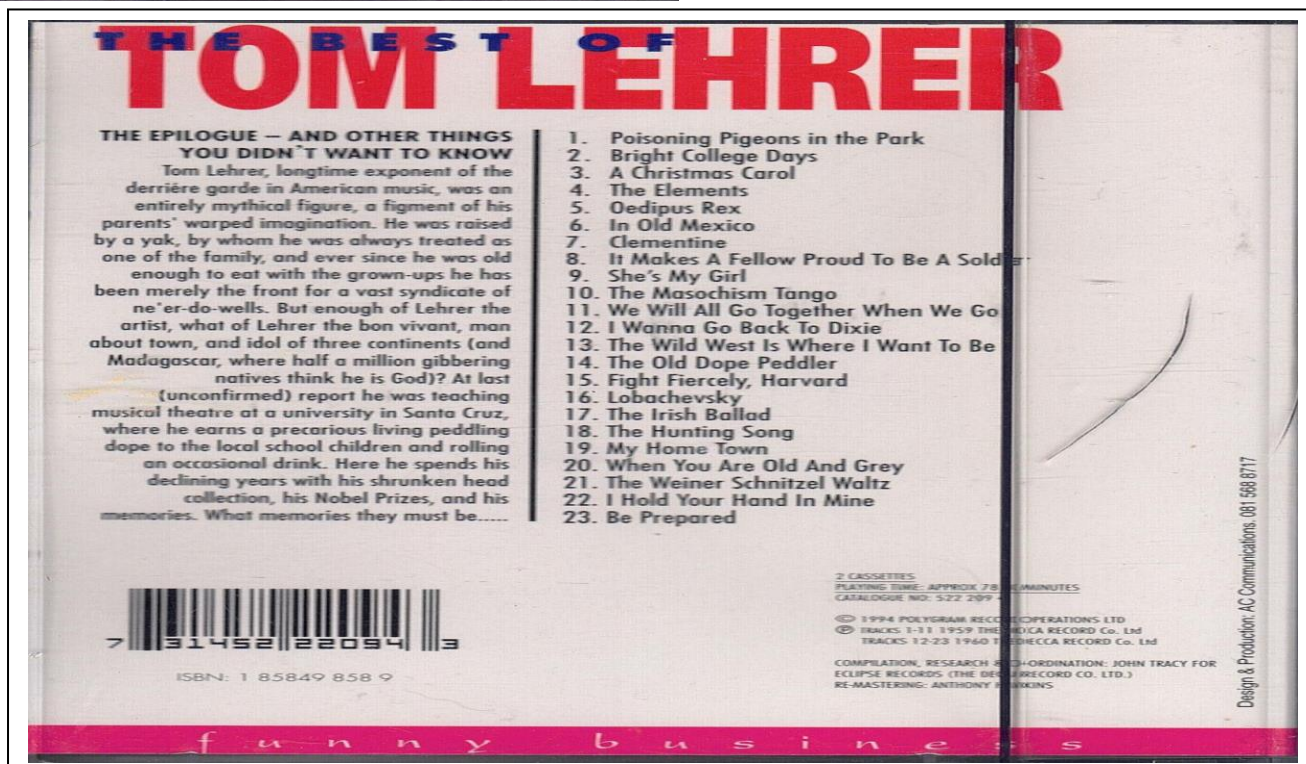 THE BEST OF
TOM LEHRER
THE EPILOGUE – AND OTHER THINGS
YOU DIDN`T WANT TO KNOW
Tom Lehrer, longtime exponent of the
derriére garde in American music, was an
entirely mythical figure, a figment of his
parents' warped imagination. He was raised
by a yak, by whom he was always treated as
one of the family, and ever since he was old
enough to eat with the grown-ups he has
been merely the front for a vast syndicate of
ne'er-do-wells. But enough of Lehrer the
artist, what of Lehrer the bon vivant, man
about town, and idol of three continents (and
Madagascar, where half a million gibbering
natives think he is God)? At last
(unconfirmed) report he was teaching
musical theatre at a university in Santa Cruz,
where he earns a precarious living peddling
dope to the local school children and rolling
an occasional drink. Here he spends his
declining years with his shrunken head
collection, his Nobel Prizes, and his
memories. What memories they must be.....
1. Poisoning Pigeons in the Park
2. Bright College Days
3. A Christmas Carol
4. The Elements
5. Oedipus Rex
6. In Old Mexico
7. Clementine
8. It Makes A Fellow Proud To Be A
9. She's My Girl
10. The Masochism Tango
11. We Will All Go Together When We Go
12. I Wanna Go Back To Dixie
13. The Wild West Is Where I Want To Be
14. The Old Dope Peddler
15. Fight Fiercely, Harvard
16. Lobachevsky
17. The Irish Ballad
18. The Hunting Song
19. My Home Town
20. When You Are Old And Grey
21. The Weiner Schnitzel Waltz
22. I Hold Your Hand In Mine
23. Be Prepared
7 31452 22094 3
ISBN: 1 85849 858 9
2 CASSETTES
PLAYING TIME: APPROX 78 MINUTES
CATALOGUE NO: 522 209
© 1994 POLYGRAM OPERATIONS LTD
℗ TRACKS 1-11 1959 THE RECORD Co. Ltd
TRACKS 12-23 1960 DECCA RECORD Co. Ltd
COMPILATION, RESEARCH & CO-ORDINATION: JOHN TRACY FOR
ECLIPSE RECORDS (THE RECORD CO. LTD.)
RE-MASTERING: ANTHONY
Design & Production: AC Communications. 081 568 8717
funny business